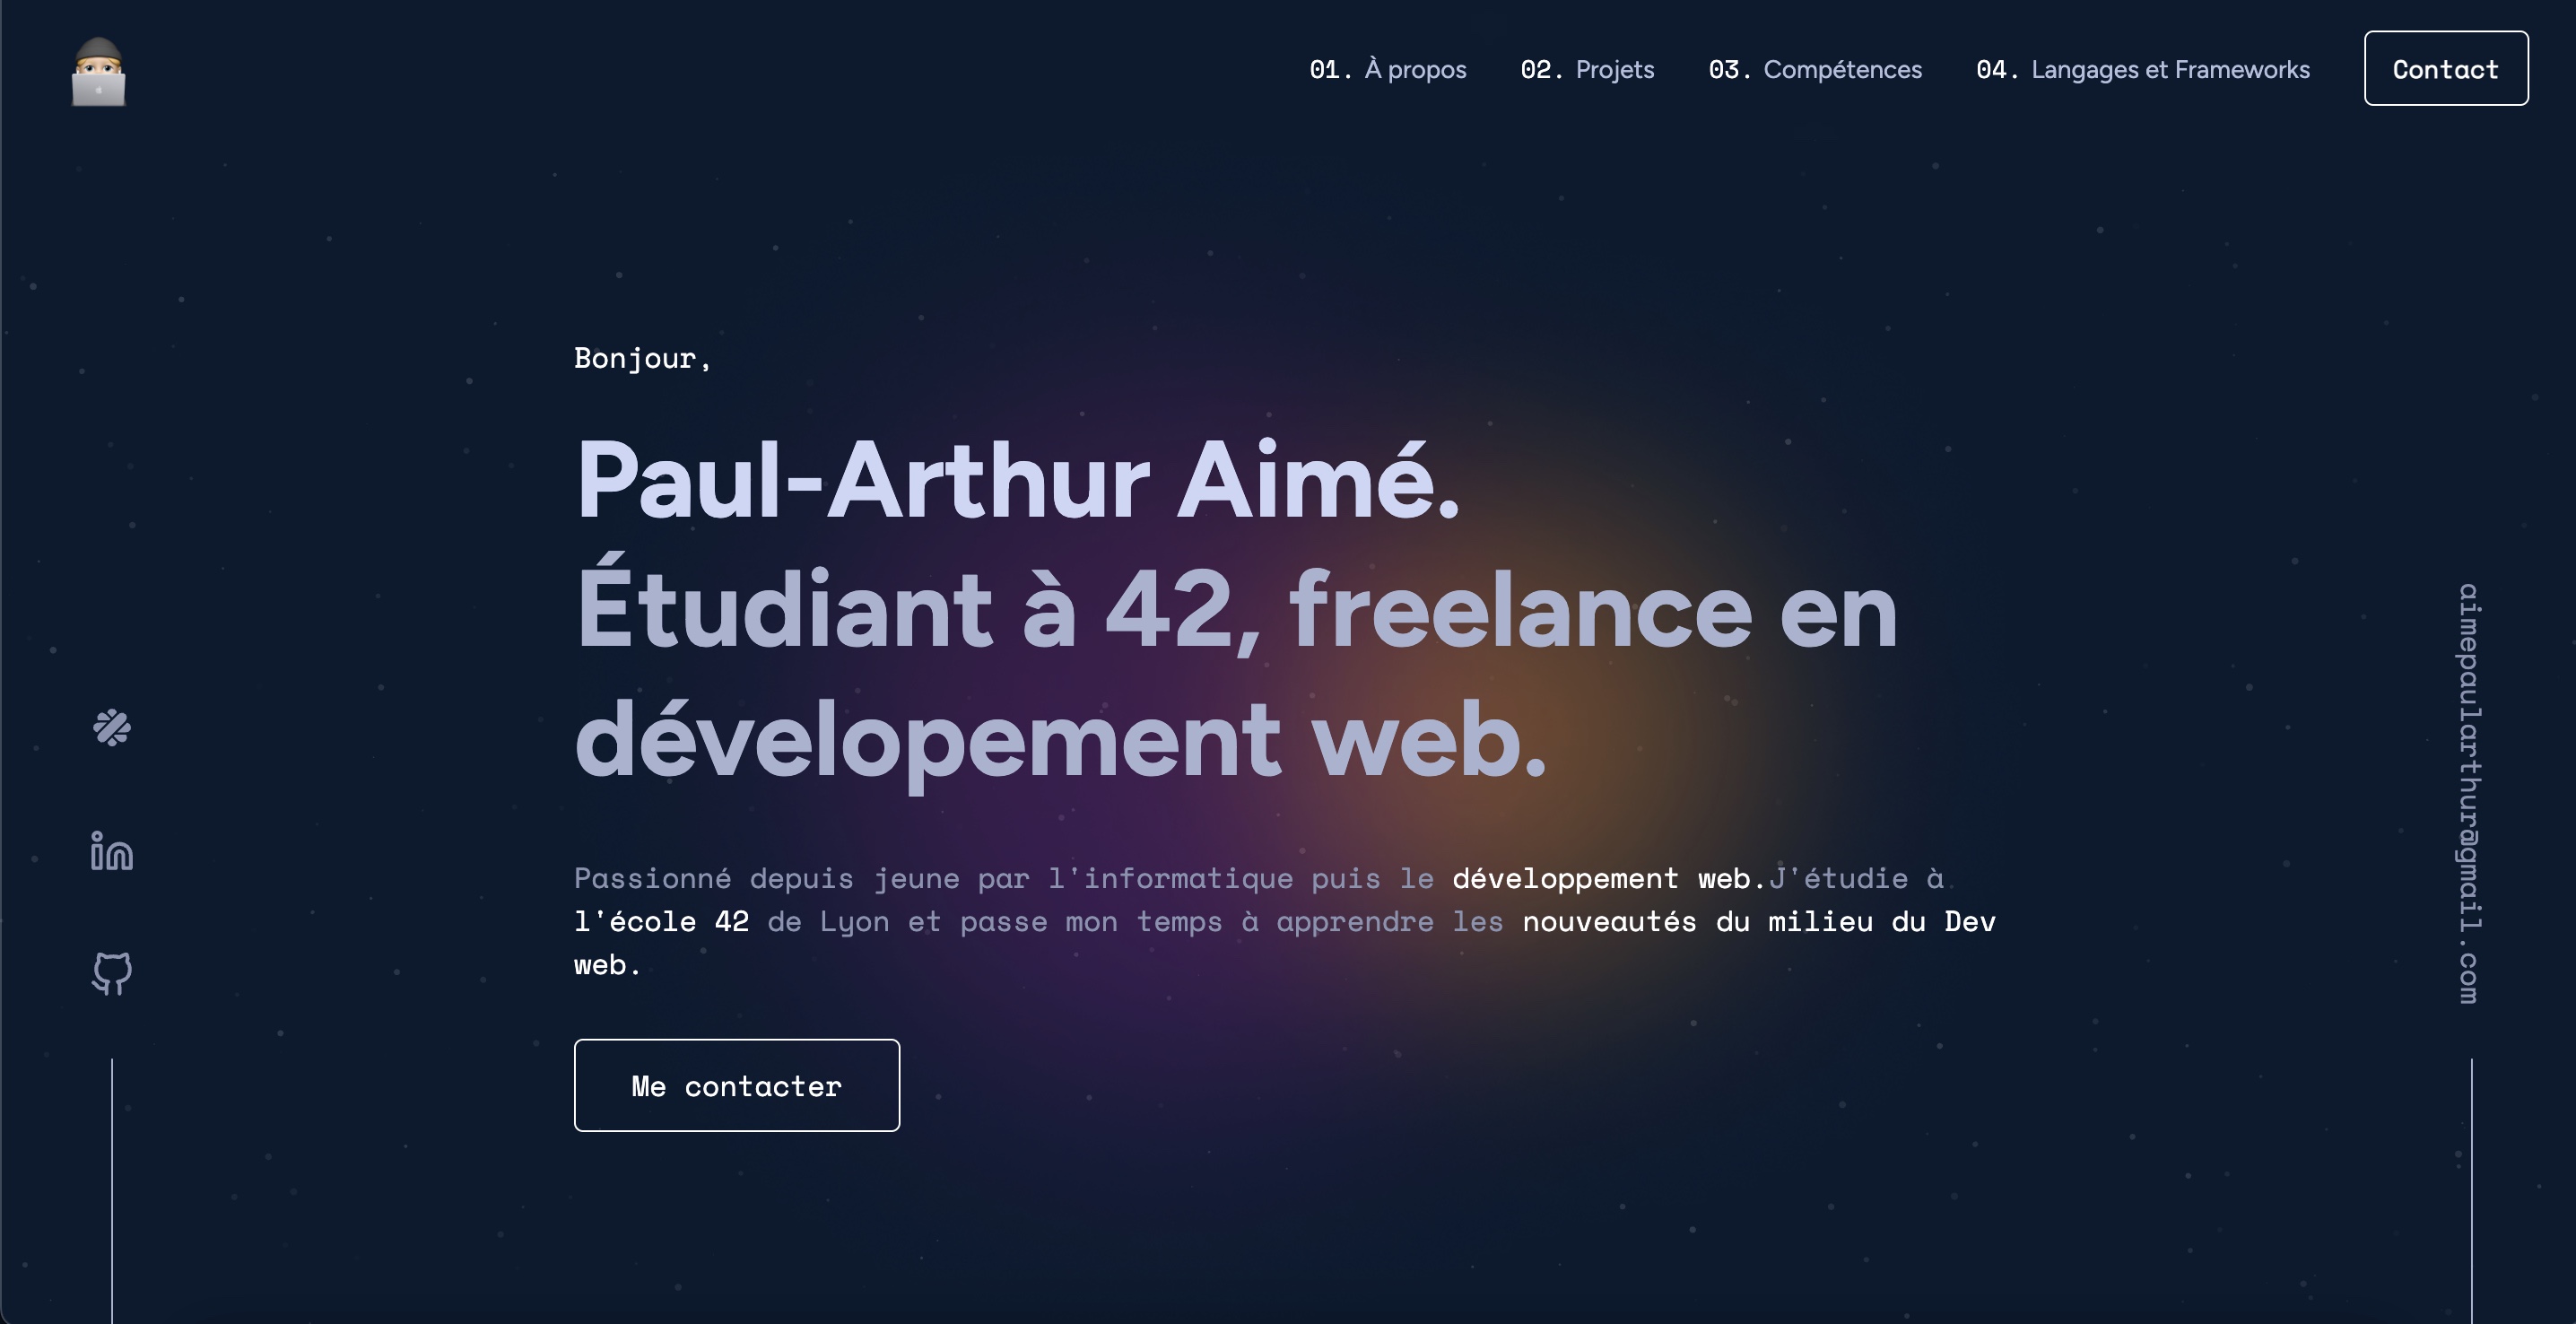 01. À propos
02. Projets
03. Compétences
04. Langages et Frameworks
Contact
Bonjour,
Paul-Arthur Aimé.
Étudiant à 42, freelance en
dévelopement web.
Passionné depuis jeune par l'informatique puis le développement web.J'étudie à
l'école 42 de Lyon et passe mon temps à apprendre les nouveautés du milieu du Dev
web.
Me contacter
aimepaularthur@gmail.com